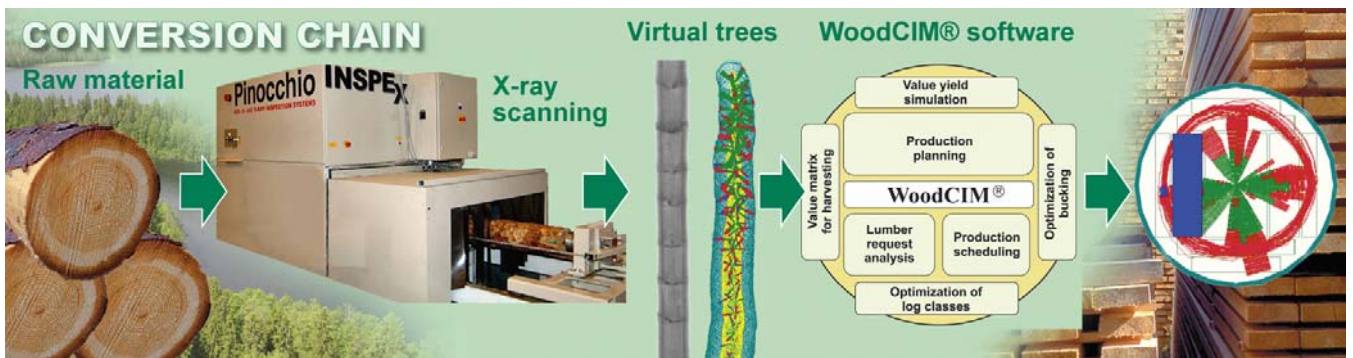 CONVERSION CHAIN
Raw material
Pinocchio INSPEX
X-ray
scanning
Virtual trees
WoodCIM® software
Value yield
simulation
Value matrix
for harvesting
Production
planning
WoodCIM®
Lumber
request
analysis
Production
scheduling
Optimization of
bucking
Optimization of
log classes